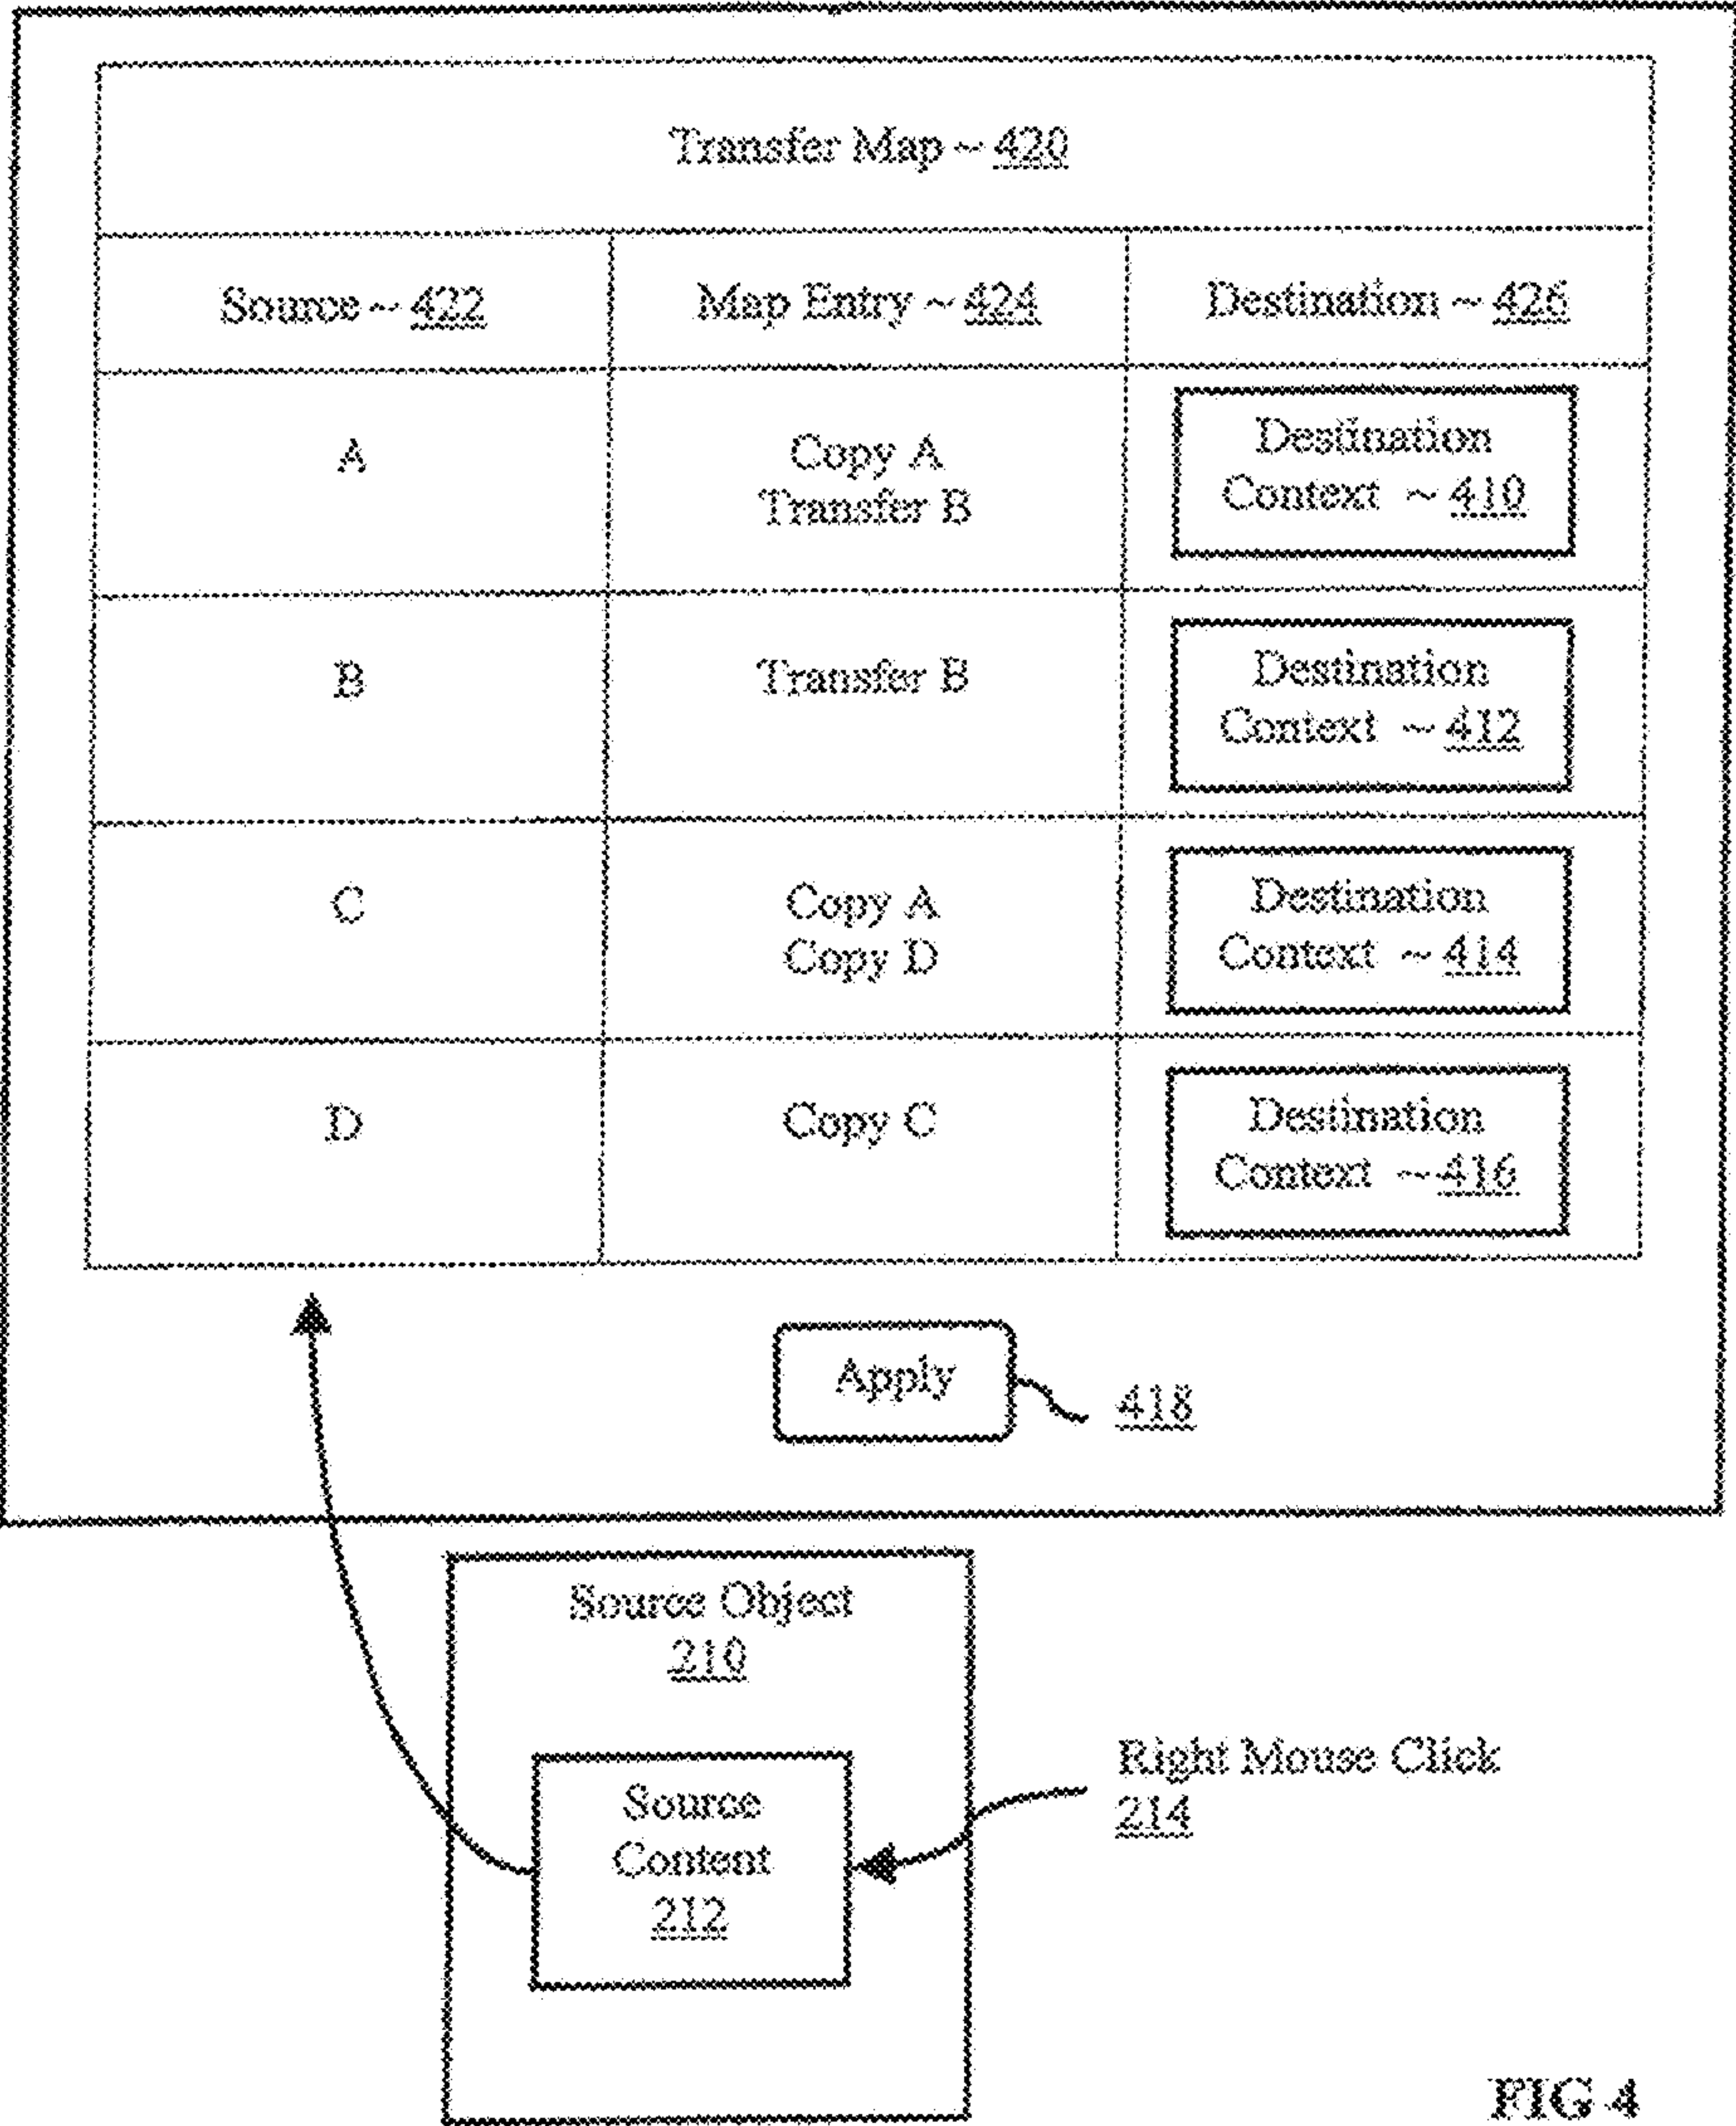 Transfer Map ~ 420
Source ~ 422
Map Entry ~ 424
Destination ~ 426
A
Copy A
Transfer B
Destination
Context ~ 410
B
Transfer B
Destination
Context ~ 412
C
Copy A
Copy D
Destination
Context ~ 414
D
Copy C
Destination
Context ~ 416
Apply
418
Source Object
210
Right Mouse Click
214
Source
Content
212
FIG 4